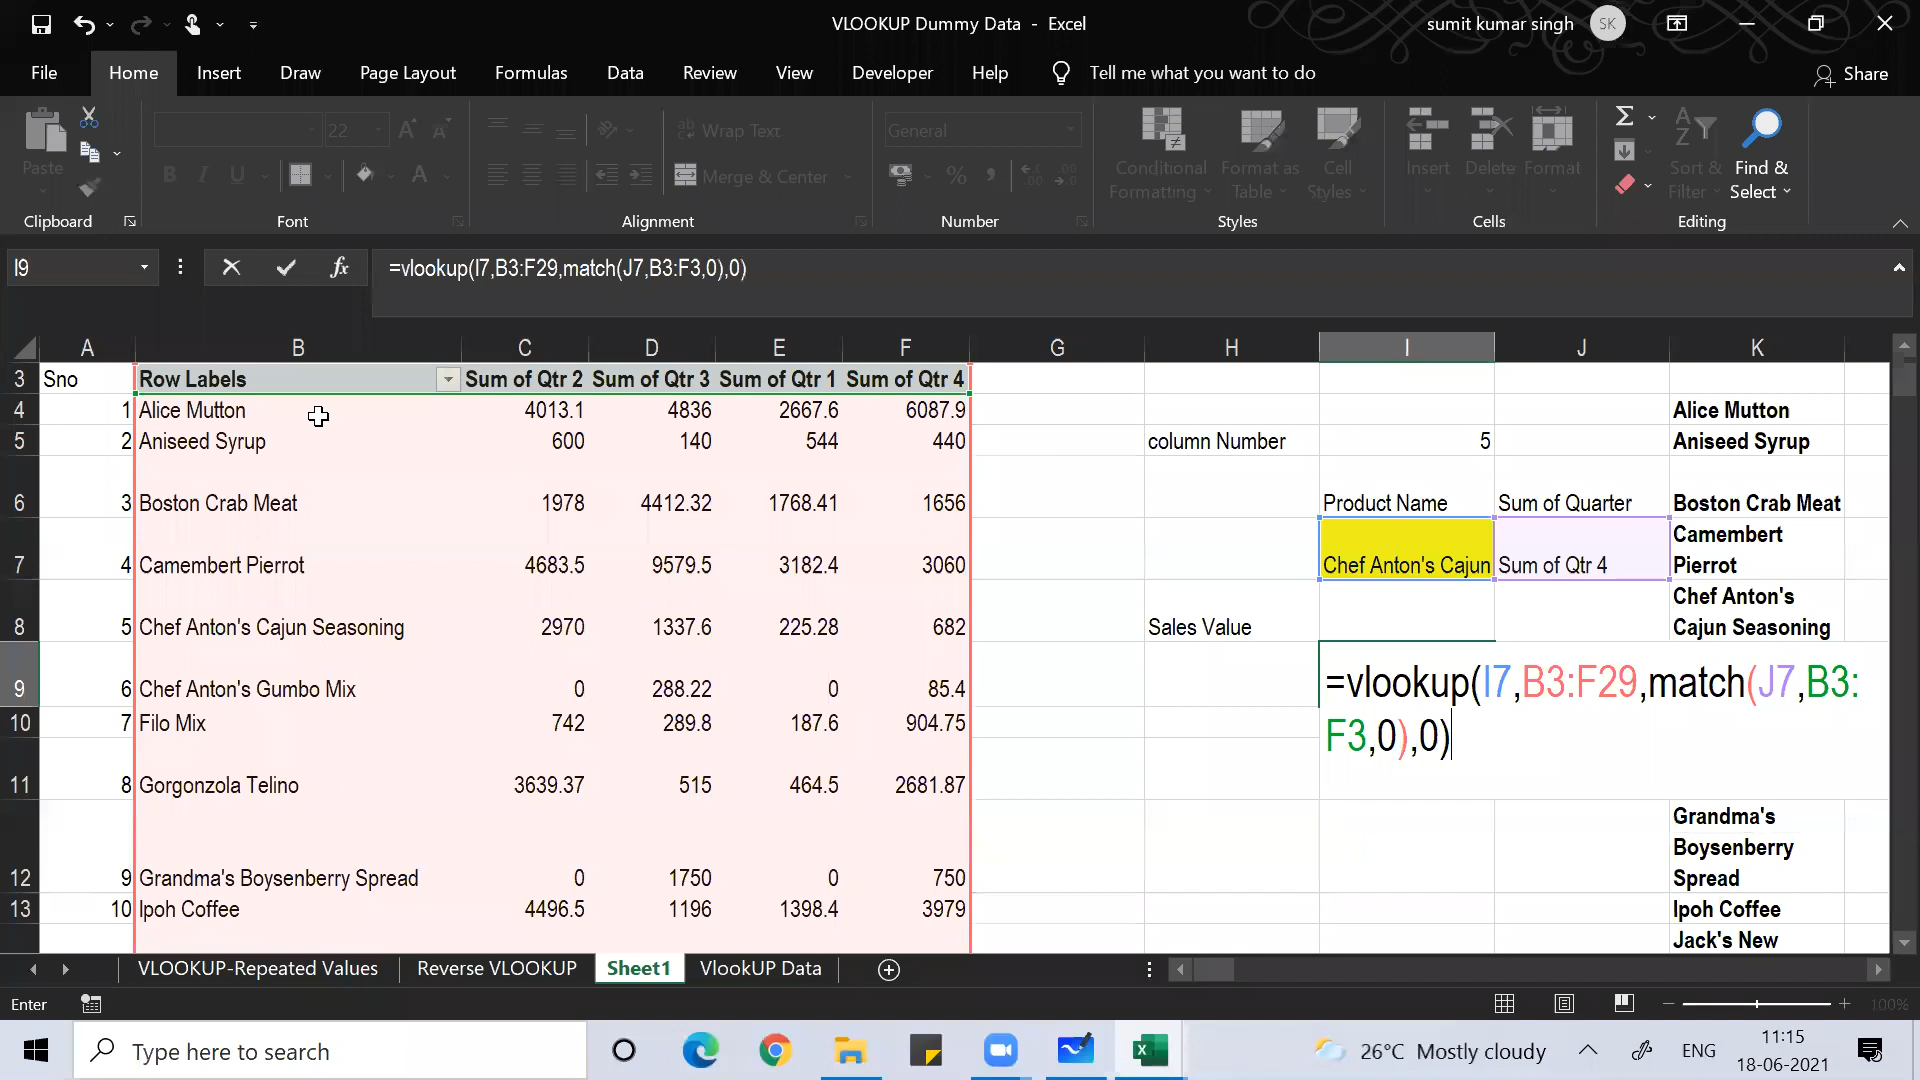 VLOOKUP Dummy Data - Excel
sumit kumar singh SK
File Home Insert Draw Page Layout Formulas Data Review View Developer Help Tell me what you want to do Share
Paste
Clipboard
22
B I U A
Font
ab Wrap Text
Merge & Center
Alignment
General
%
Number
Conditional Formatting
Format as Table
Cell Styles
Styles
Insert Delete Format
Cells
Sort & Filter
Find & Select
Editing
I9 fx =vlookup(I7,B3:F29,match(J7,B3:F3,0),0)
A B C D E F G H I J K
3 Sno Row Labels Sum of Qtr 2 Sum of Qtr 3 Sum of Qtr 1 Sum of Qtr 4
4 1 Alice Mutton 4013.1 4836 2667.6 6087.9 Alice Mutton
5 2 Aniseed Syrup 600 140 544 440 column Number 5 Aniseed Syrup
6 3 Boston Crab Meat 1978 4412.32 1768.41 1656 Product Name Sum of Quarter Boston Crab Meat
Camembert
7 4 Camembert Pierrot 4683.5 9579.5 3182.4 3060 Chef Anton's Cajun Sum of Qtr 4 Pierrot
Chef Anton's
8 5 Chef Anton's Cajun Seasoning 2970 1337.6 225.28 682 Sales Value Cajun Seasoning
9 6 Chef Anton's Gumbo Mix 0 288.22 0 85.4 =vlookup(I7,B3:F29,match(J7,B3:
10 7 Filo Mix 742 289.8 187.6 904.75 F3,0),0)
11 8 Gorgonzola Telino 3639.37 515 464.5 2681.87
Grandma's
Boysenberry
12 9 Grandma's Boysenberry Spread 0 1750 0 750 Spread
13 10 Ipoh Coffee 4496.5 1196 1398.4 3979 Ipoh Coffee
Jack's New
VLOOKUP-Repeated Values Reverse VLOOKUP Sheet1 VlookUP Data
Enter 100%
Type here to search
26°C Mostly cloudy ENG 11:15
18-06-2021